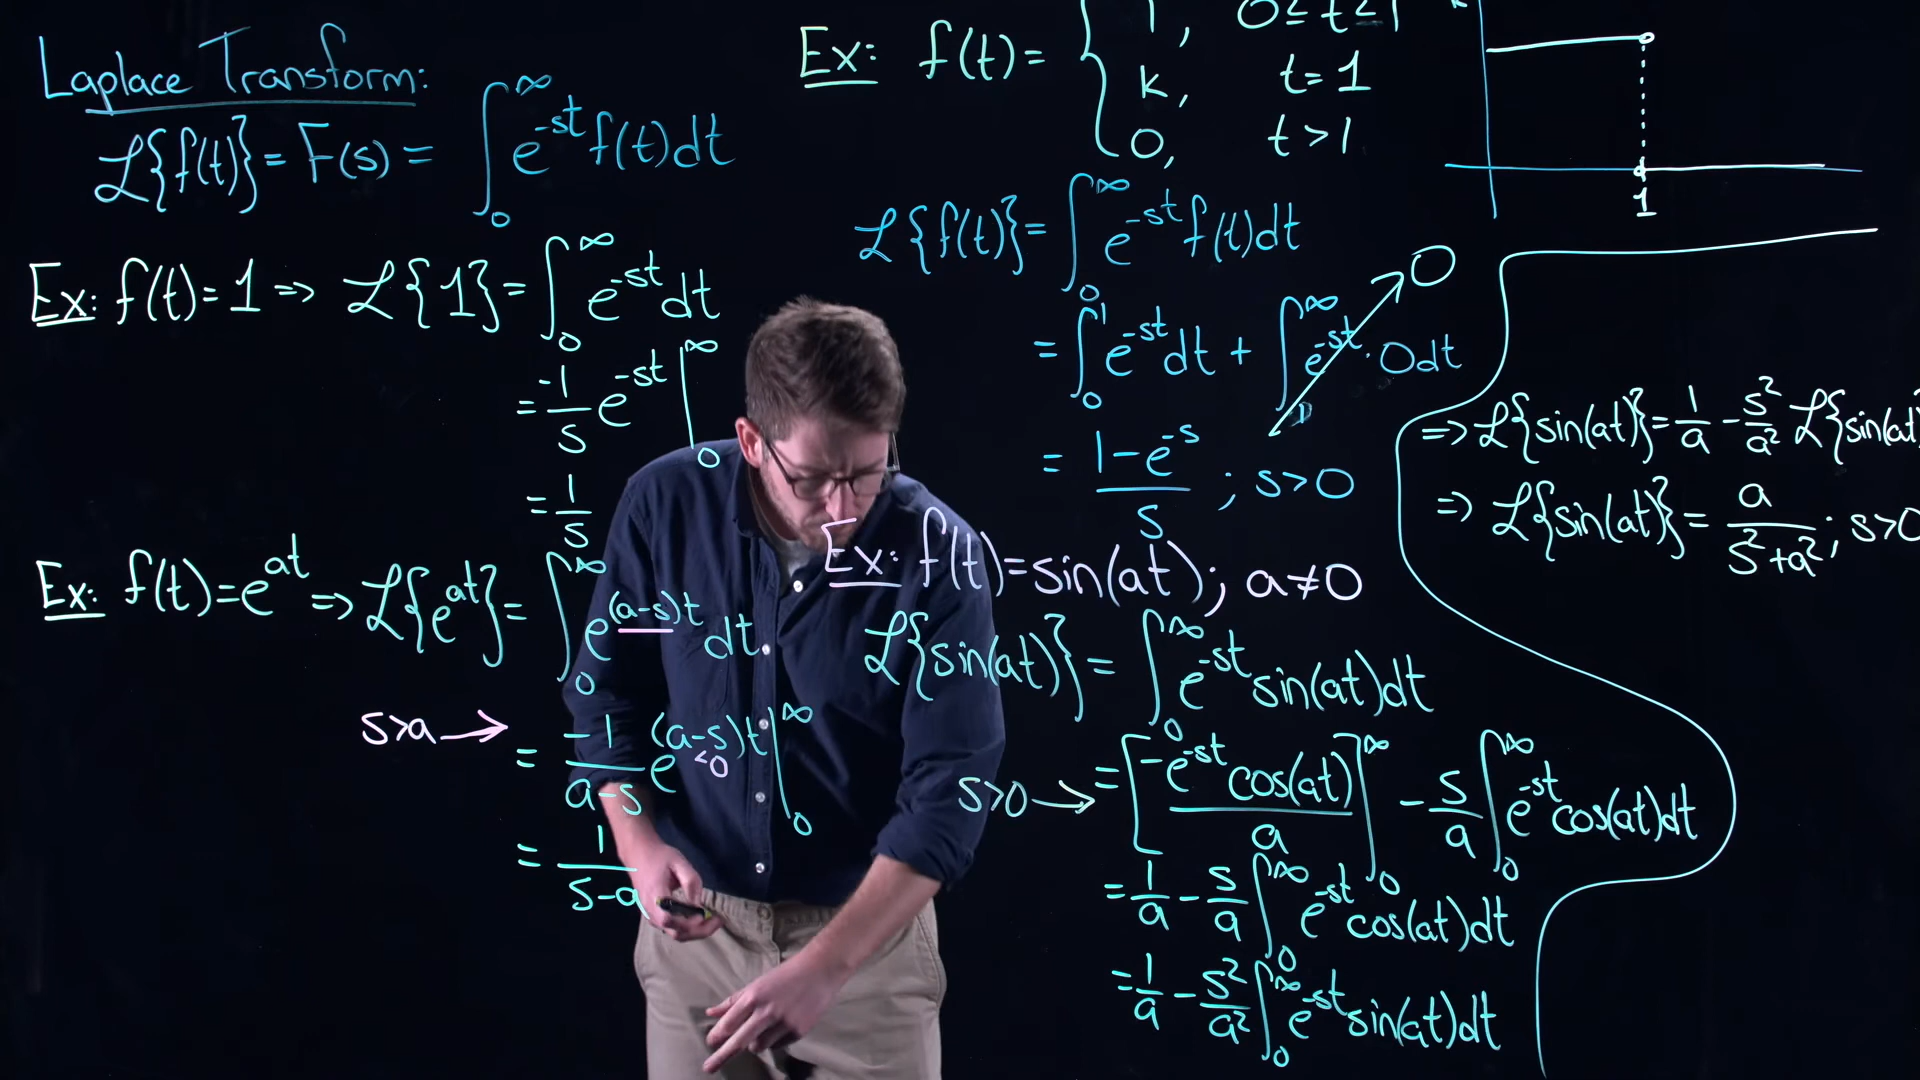 Laplace Transform:
ℒ{f(t)} = F(s) = ∫₀^∞ e^{-st} f(t)dt
Ex: f(t) = 1 => ℒ{1} = ∫₀^∞ e^{-st} dt
= -1/s e^{-st} |₀^∞
= 1/s
Ex: f(t) = e^{at} => ℒ{e^{at}} = ∫₀^∞ e^{(a-s)t} dt
s>a → = -1/(a-s) e^{(a-s)t} |₀^∞
<0
= 1/(s-a)
Ex: f(t) = { 1, 0≤t≤1
k, t=1
0, t>1
k
1
ℒ{f(t)} = ∫₀^∞ e^{-st} f(t)dt
= ∫₀^1 e^{-st} dt + ∫₁^∞ e^{-st} · 0dt → 0
= (1-e^{-s})/s ; s>0
Ex: f(t) = sin(at); a≠0
ℒ{sin(at)} = ∫₀^∞ e^{-st} sin(at)dt
s>0 → = [-e^{-st} cos(at)/a]₀^∞ - s/a ∫₀^∞ e^{-st} cos(at)dt
= 1/a - s/a ∫₀^∞ e^{-st} cos(at)dt
= 1/a - s²/a² ∫₀^∞ e^{-st} sin(at)dt
=> ℒ{sin(at)} = 1/a - s²/a² ℒ{sin(at)
=> ℒ{sin(at)} = a/(s²+a²); s>0